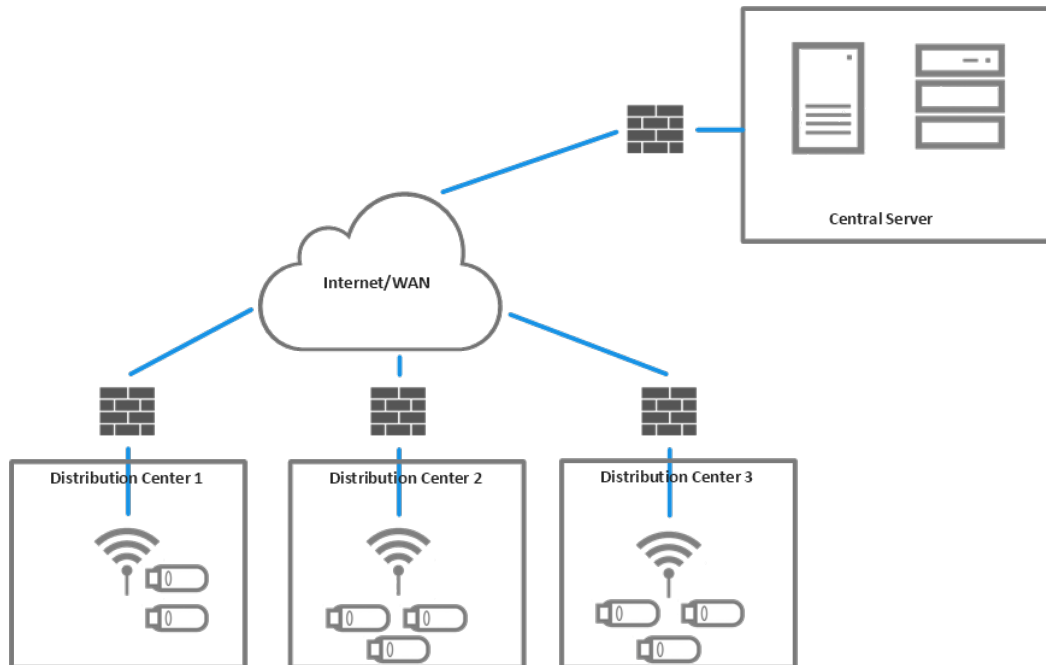 Central Server
Internet/WAN
Distribution Center 1
Distribution Center 2
Distribution Center 3